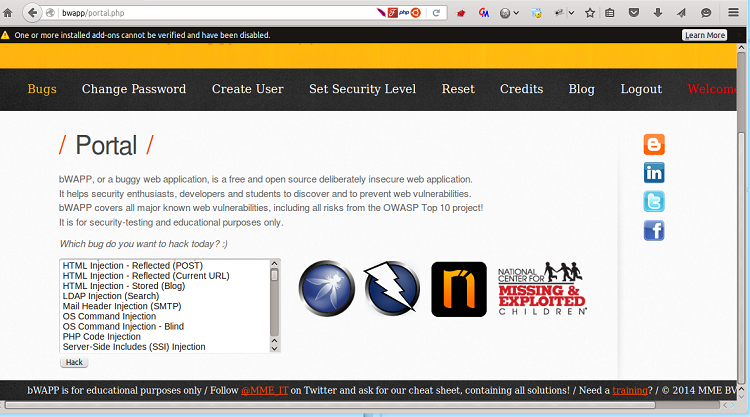 bwapp/portal.php
php
One or more installed add-ons cannot be verified and have been disabled.
Learn More
Bugs Change Password Create User Set Security Level Reset Credits Blog Logout Welcome
/ Portal /
bWAPP, or a buggy web application, is a free and open source deliberately insecure web application.
It helps security enthusiasts, developers and students to discover and to prevent web vulnerabilities.
bWAPP covers all major known web vulnerabilities, including all risks from the OWASP Top 10 project!
It is for security-testing and educational purposes only.
Which bug do you want to hack today? :)
HTML Injection - Reflected (POST)
HTML Injection - Reflected (Current URL)
HTML Injection - Stored (Blog)
LDAP Injection (Search)
Mail Header Injection (SMTP)
OS Command Injection
OS Command Injection - Blind
PHP Code Injection
Server-Side Includes (SSI) Injection
NATIONAL
CENTER FOR
MISSING &
EXPLOITED
CHILDREN®
Hack
bWAPP is for educational purposes only / Follow @MME_IT on Twitter and ask for our cheat sheet, containing all solutions! / Need a training? / © 2014 MME BV